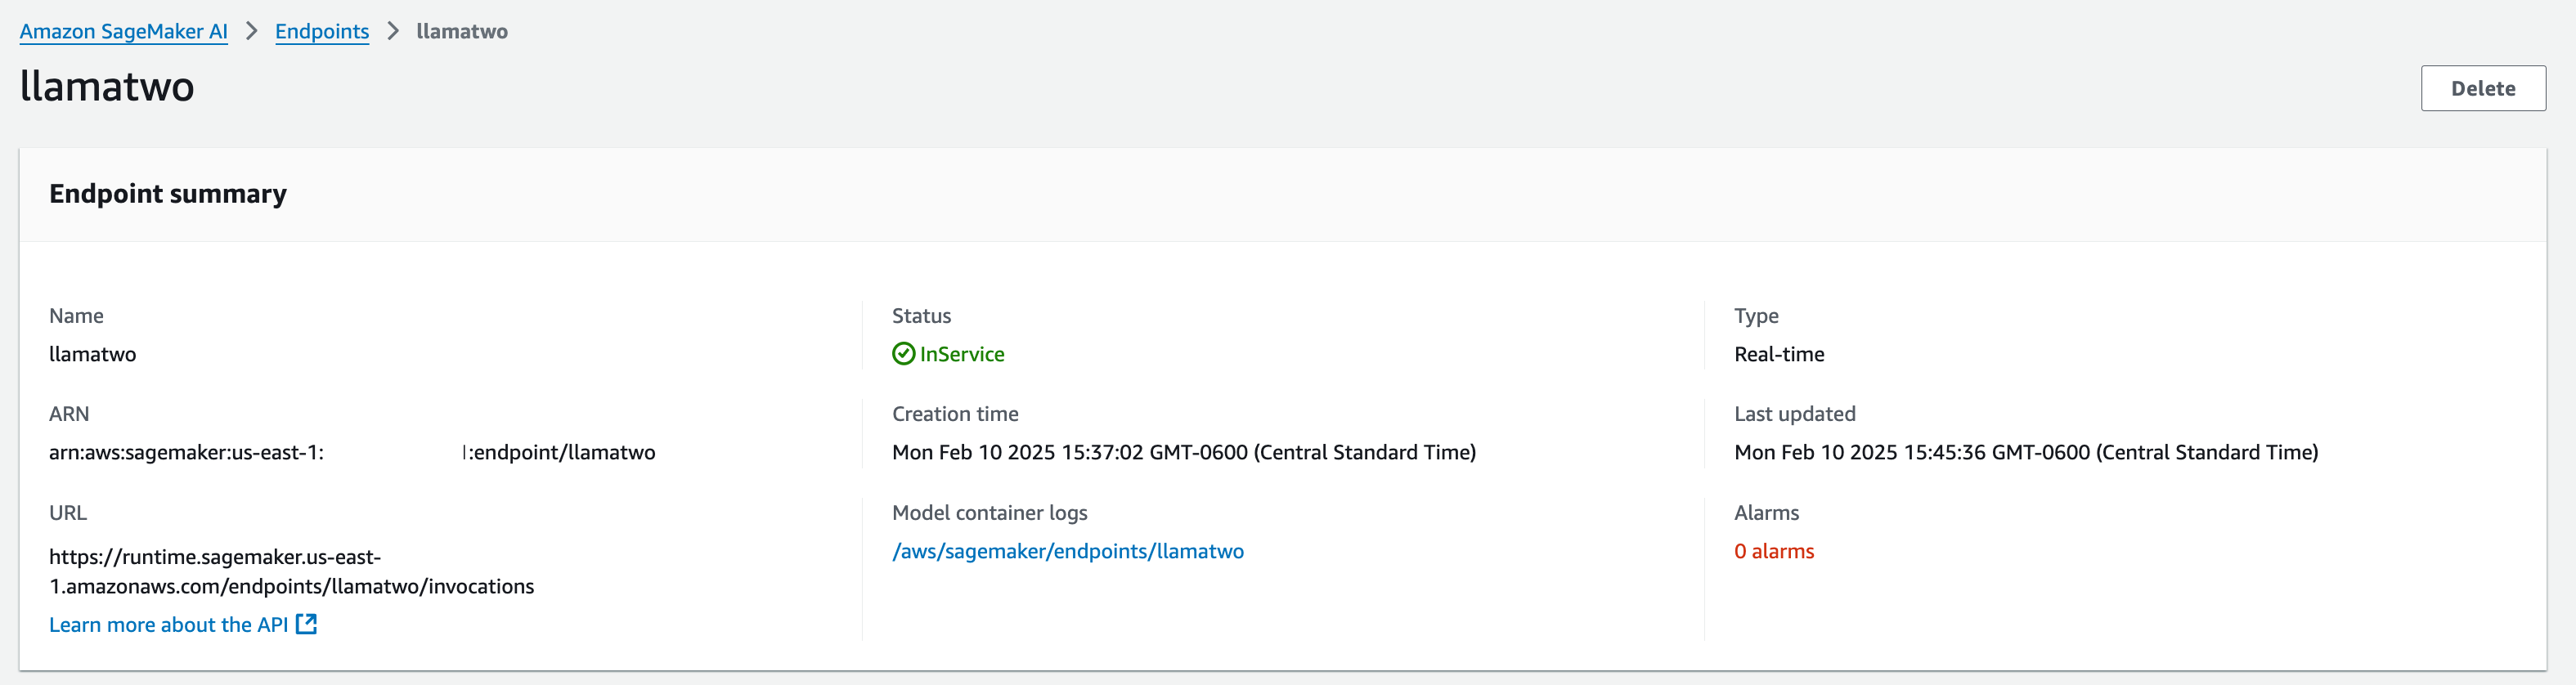 Amazon SageMaker AI > Endpoints > llamatwo
llamatwo
Delete
Endpoint summary
Name
llamatwo
Status
InService
Type
Real-time
ARN
arn:aws:sagemaker:us-east-1: :endpoint/llamatwo
Creation time
Mon Feb 10 2025 15:37:02 GMT-0600 (Central Standard Time)
Last updated
Mon Feb 10 2025 15:45:36 GMT-0600 (Central Standard Time)
URL
https://runtime.sagemaker.us-east-
1.amazonaws.com/endpoints/llamatwo/invocations
Learn more about the API
Model container logs
/aws/sagemaker/endpoints/llamatwo
Alarms
0 alarms